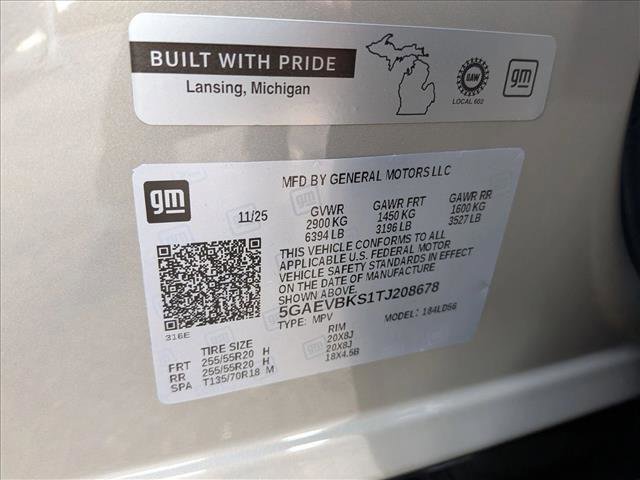 BUILT WITH PRIDE
Lansing, Michigan
UAW
LOCAL 602
gm
gm
MFD BY GENERAL MOTORS LLC
11/25
GVWR GAWR FRT GAWR RR
2900 KG 1450 KG 1600 KG
6394 LB 3196 LB 3527 LB
THIS VEHICLE CONFORMS TO ALL
APPLICABLE U.S. FEDERAL MOTOR
VEHICLE SAFETY STANDARDS IN EFFECT
ON THE DATE OF MANUFACTURE
SHOWN ABOVE
5GAEVBKS1TJ208678
TYPE: MPV MODEL: 184LD56
316E
TIRE SIZE RIM
FRT 255/55R20 H 20X8J
RR 255/55R20 H 20X8J
SPA T135/70R18 M 18X4.5B